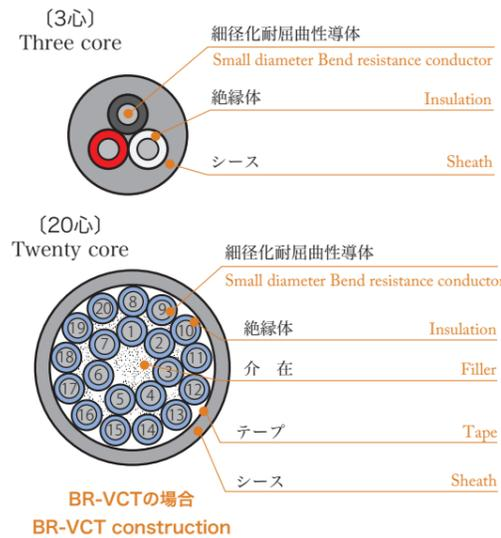 〔3心〕
Three core
細径化耐屈曲性導体
Small diameter Bend resistance conductor
絶縁体 Insulation
シース Sheath
〔20心〕
Twenty core
細径化耐屈曲性導体
Small diameter Bend resistance conductor
絶縁体 Insulation
介 在 Filler
テープ Tape
シース Sheath
8
20 9
19 1 10
7 2
18 11
6 3
17 12
5 4
16 13
15 14
BR-VCTの場合
BR-VCT construction